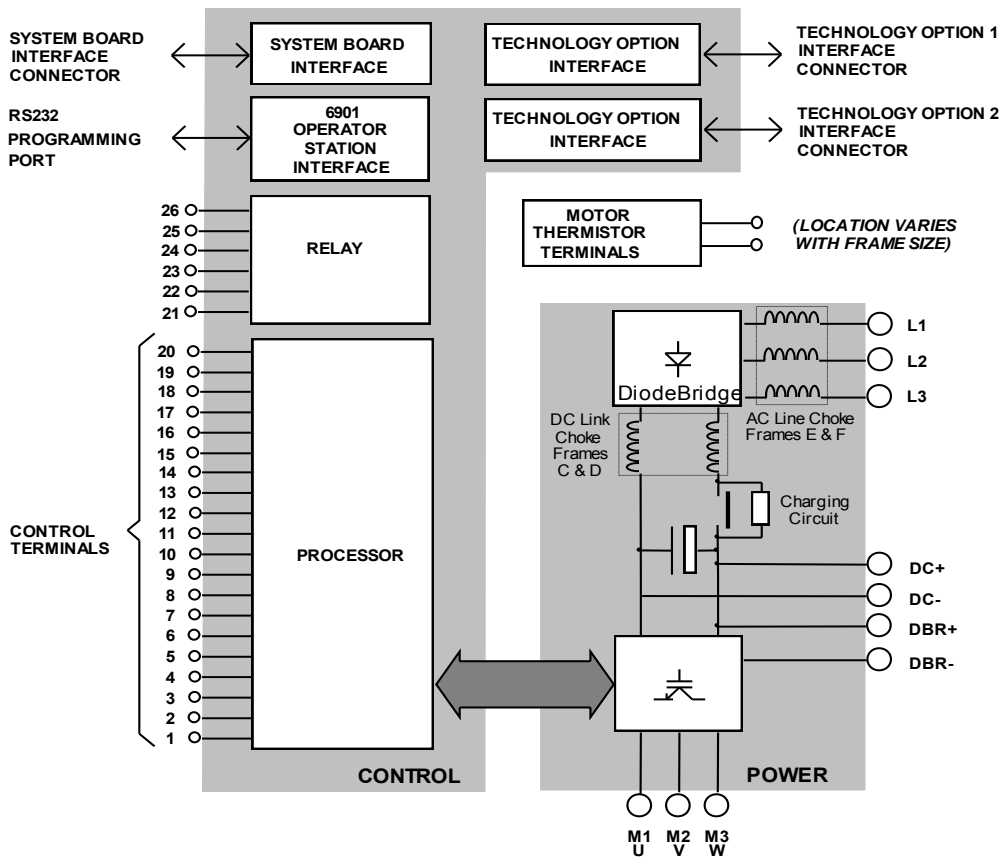 SYSTEM BOARD
INTERFACE
CONNECTOR
SYSTEM BOARD
INTERFACE
TECHNOLOGY OPTION
INTERFACE
TECHNOLOGY OPTION 1
INTERFACE
CONNECTOR
RS232
PROGRAMMING
PORT
6901
OPERATOR
STATION
INTERFACE
TECHNOLOGY OPTION
INTERFACE
TECHNOLOGY OPTION 2
INTERFACE
CONNECTOR
26
25
24
23
22
21
RELAY
MOTOR
THERMISTOR
TERMINALS
(LOCATION VARIES
WITH FRAME SIZE)
CONTROL
TERMINALS
20
19
18
17
16
15
14
13
12
11
10
9
8
7
6
5
4
3
2
1
PROCESSOR
CONTROL
DiodeBridge
L1
L2
L3
DC Link
Choke
Frames
C & D
AC Line Choke
Frames E & F
Charging
Circuit
DC+
DC-
DBR+
DBR-
POWER
M1 M2 M3
U V W